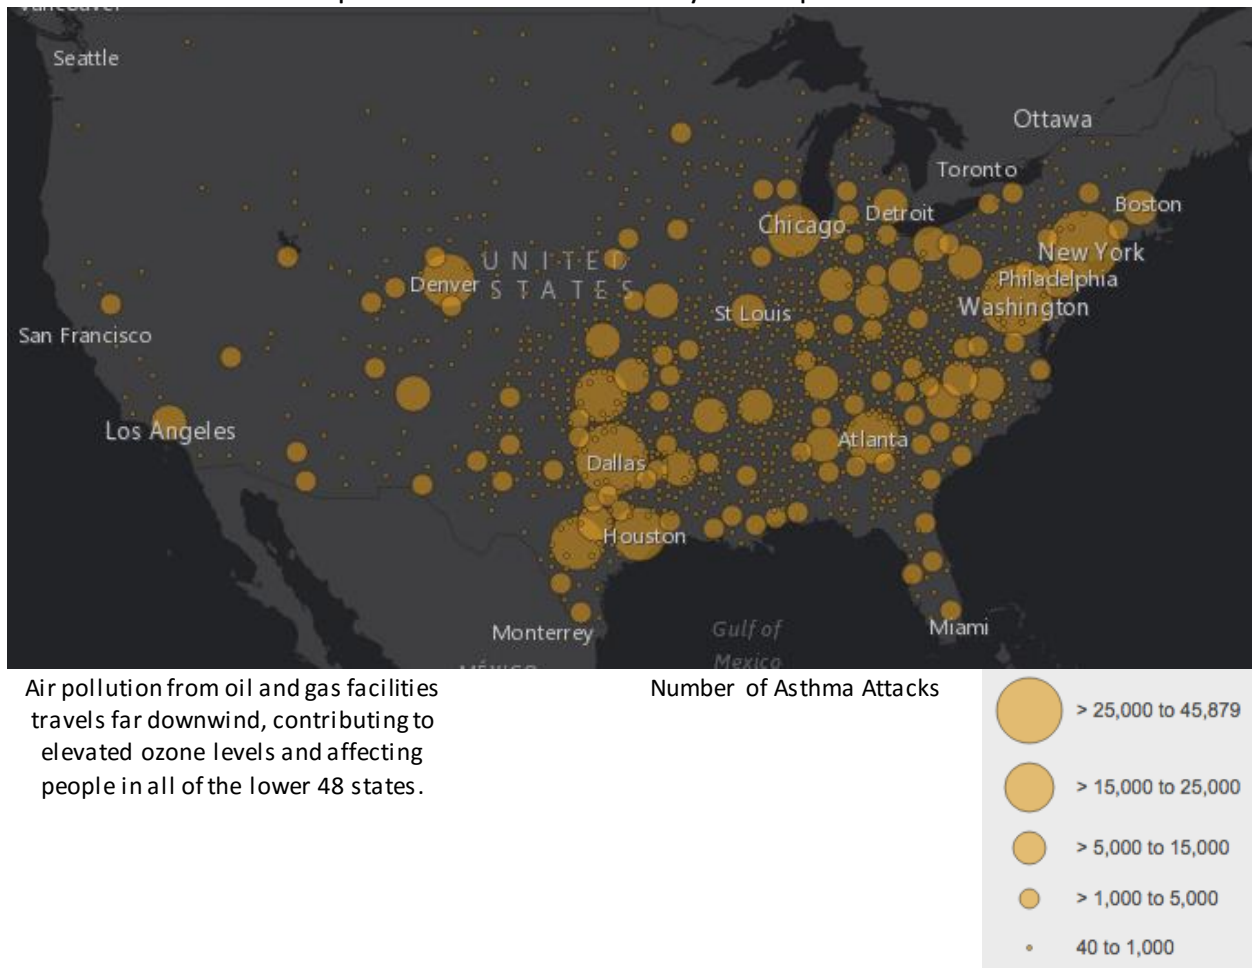 Seattle
Ottawa
Toronto
Boston
Detroit
Chicago
New York
UNITED
STATES
Denver
Philadelphia
Washington
St Louis
San Francisco
Los Angeles
Atlanta
Dallas
Houston
Monterrey
Gulf of
Mexico
Miami
Air pollution from oil and gas facilities
travels far downwind, contributing to
elevated ozone levels and affecting
people in all of the lower 48 states.
Number of Asthma Attacks
> 25,000 to 45,879
> 15,000 to 25,000
> 5,000 to 15,000
> 1,000 to 5,000
40 to 1,000